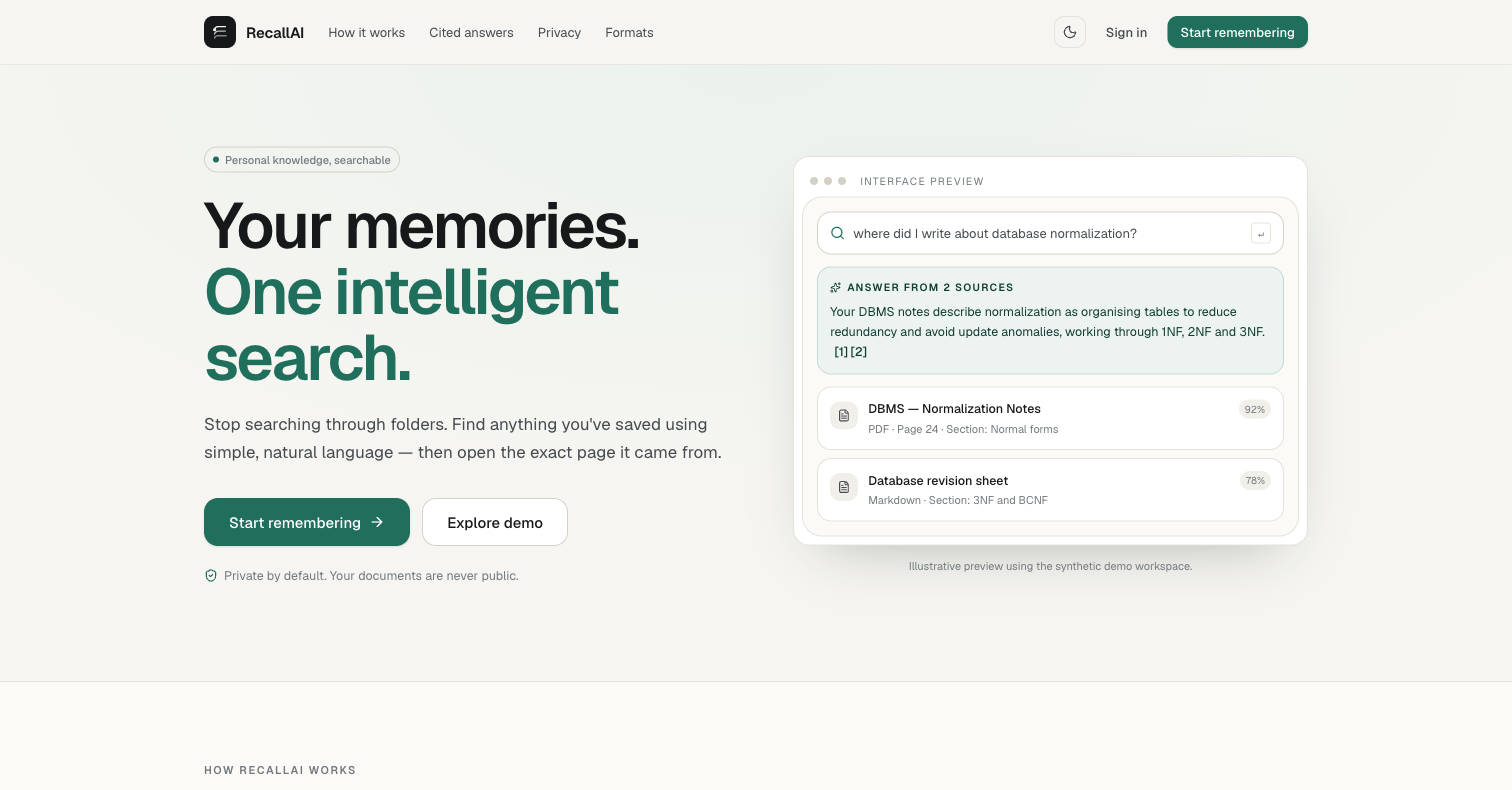 RecallAI
How it works
Cited answers
Privacy
Formats
Sign in
Start remembering
Personal knowledge, searchable
Your memories.
One intelligent
search.
Stop searching through folders. Find anything you've saved using
simple, natural language — then open the exact page it came from.
Start remembering →
Explore demo
Private by default. Your documents are never public.
INTERFACE PREVIEW
where did I write about database normalization?
↵
ANSWER FROM 2 SOURCES
Your DBMS notes describe normalization as organising tables to reduce
redundancy and avoid update anomalies, working through 1NF, 2NF and 3NF.
[1] [2]
DBMS — Normalization Notes
92%
PDF · Page 24 · Section: Normal forms
Database revision sheet
78%
Markdown · Section: 3NF and BCNF
Illustrative preview using the synthetic demo workspace.
HOW RECALLAI WORKS